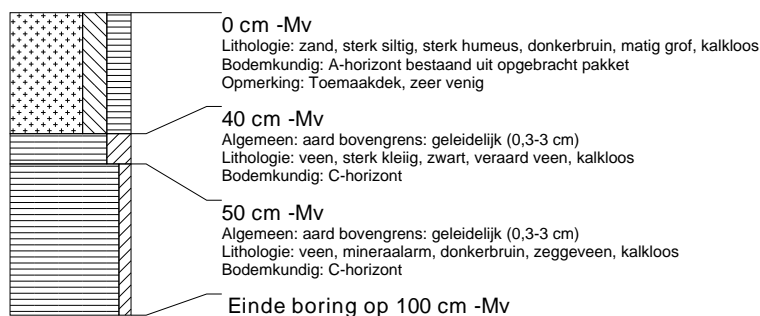 0 cm -Mv
Lithologie: zand, sterk siltig, sterk humeus, donkerbruin, matig grof, kalkloos
Bodemkundig: A-horizont bestaand uit opgebracht pakket
Opmerking: Toemaakdek, zeer venig
40 cm -Mv
Algemeen: aard bovengrens: geleidelijk (0,3-3 cm)
Lithologie: veen, sterk kleiig, zwart, veraard veen, kalkloos
Bodemkundig: C-horizont
50 cm -Mv
Algemeen: aard bovengrens: geleidelijk (0,3-3 cm)
Lithologie: veen, mineraalarm, donkerbruin, zeggeveen, kalkloos
Bodemkundig: C-horizont
Einde boring op 100 cm -Mv